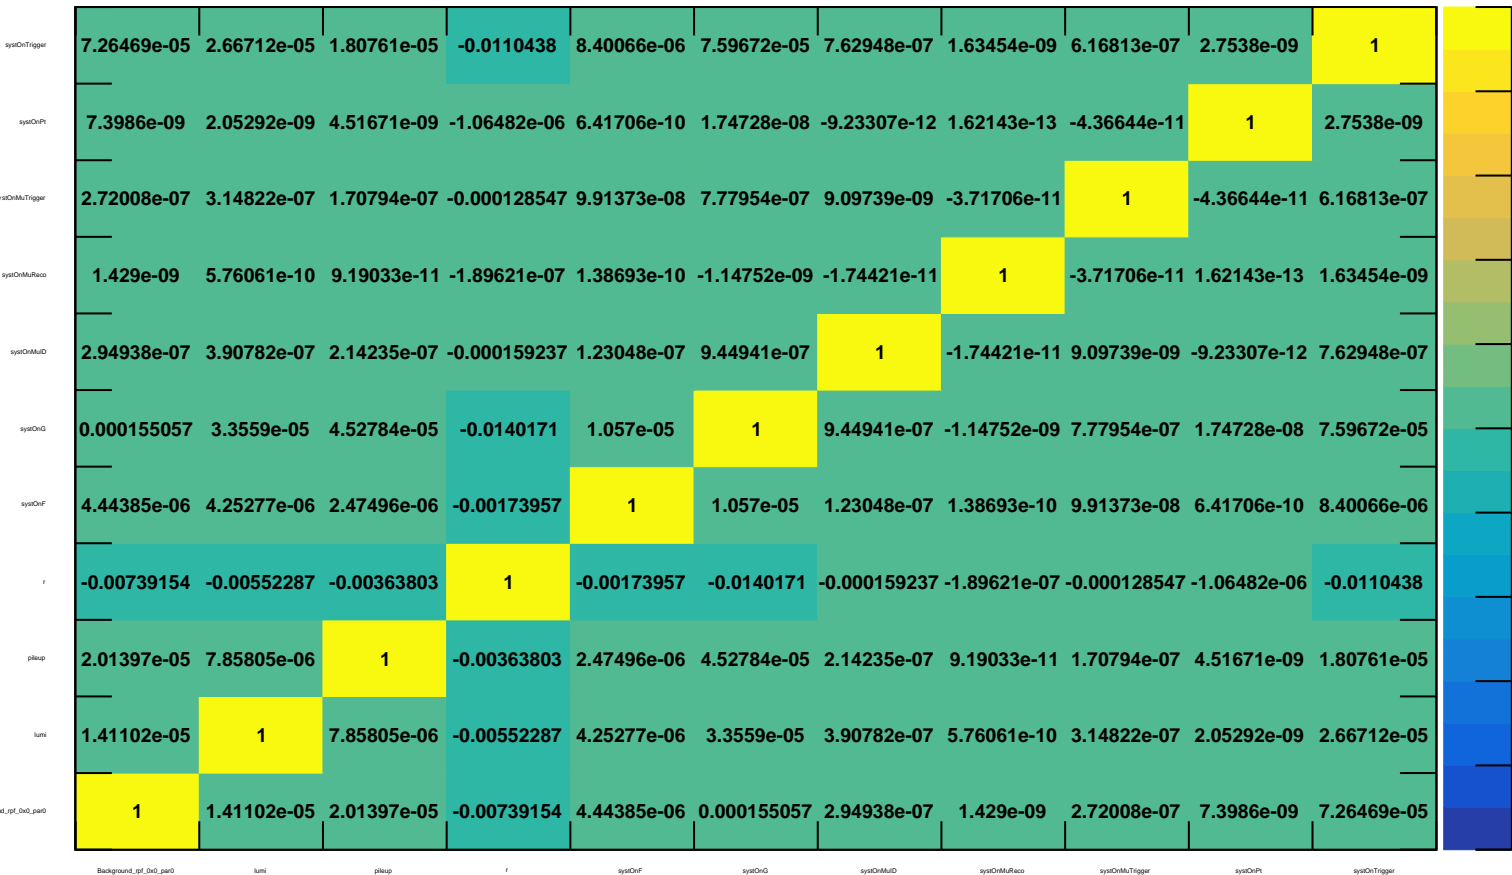 systOnTrigger 7.26469e-05 2.66712e-05 1.80761e-05 -0.0110438 8.40066e-06 7.59672e-05 7.62948e-07 1.63454e-09 6.16813e-07 2.7538e-09 1
systOnPt 7.3986e-09 2.05292e-09 4.51671e-09 -1.06482e-06 6.41706e-10 1.74728e-08 -9.23307e-12 1.62143e-13 -4.36644e-11 1 2.7538e-09
ystOnMuTrigger 2.72008e-07 3.14822e-07 1.70794e-07 -0.000128547 9.91373e-08 7.77954e-07 9.09739e-09 -3.71706e-11 1 -4.36644e-11 6.16813e-07
systOnMuReco 1.429e-09 5.76061e-10 9.19033e-11 -1.89621e-07 1.38693e-10 -1.14752e-09 -1.74421e-11 1 -3.71706e-11 1.62143e-13 1.63454e-09
systOnMuID 2.94938e-07 3.90782e-07 2.14235e-07 -0.000159237 1.23048e-07 9.44941e-07 1 -1.74421e-11 9.09739e-09 -9.23307e-12 7.62948e-07
systOnG 0.000155057 3.3559e-05 4.52784e-05 -0.0140171 1.057e-05 1 9.44941e-07 -1.14752e-09 7.77954e-07 1.74728e-08 7.59672e-05
systOnF 4.44385e-06 4.25277e-06 2.47496e-06 -0.00173957 1 1.057e-05 1.23048e-07 1.38693e-10 9.91373e-08 6.41706e-10 8.40066e-06
r -0.00739154 -0.00552287 -0.00363803 1 -0.00173957 -0.0140171 -0.000159237 -1.89621e-07 -0.000128547 -1.06482e-06 -0.0110438
pileup 2.01397e-05 7.85805e-06 1 -0.00363803 2.47496e-06 4.52784e-05 2.14235e-07 9.19033e-11 1.70794e-07 4.51671e-09 1.80761e-05
lumi 1.41102e-05 1 7.85805e-06 -0.00552287 4.25277e-06 3.3559e-05 3.90782e-07 5.76061e-10 3.14822e-07 2.05292e-09 2.66712e-05
d_rpf_0x0_par0 1 1.41102e-05 2.01397e-05 -0.00739154 4.44385e-06 0.000155057 2.94938e-07 1.429e-09 2.72008e-07 7.3986e-09 7.26469e-05
Background_rpf_0x0_par0 lumi pileup r systOnF systOnG systOnMuID systOnMuReco systOnMuTrigger systOnPt systOnTrigger